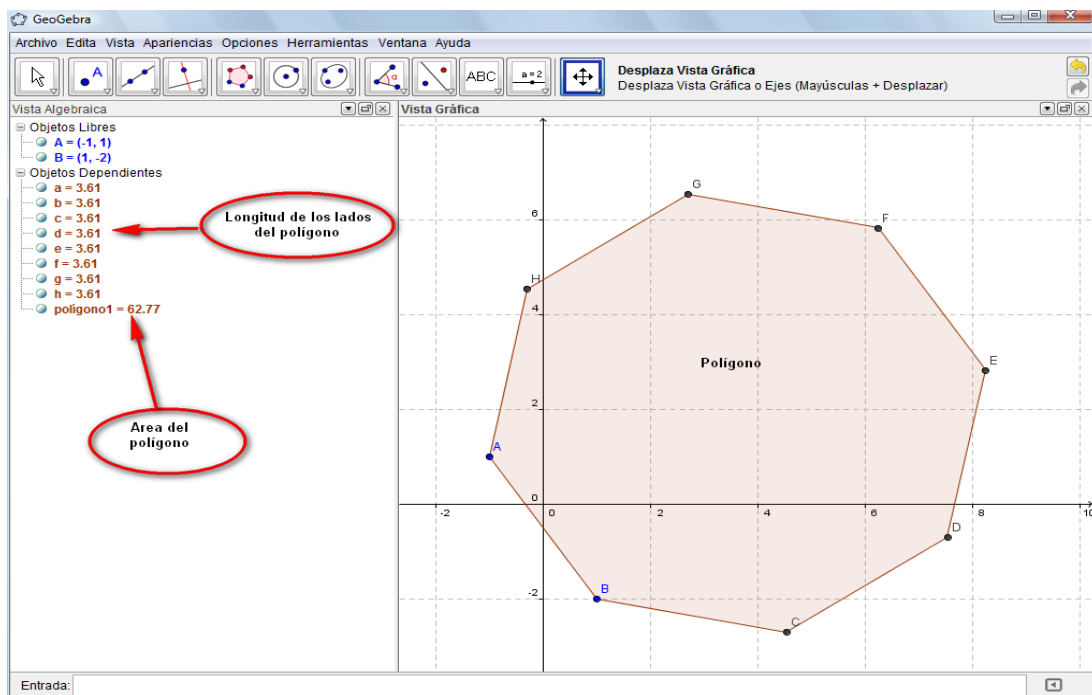 GeoGebra
Archivo Edita Vista Apariencias Opciones Herramientas Ventana Ayuda
A
α
ABC
a=2
Desplaza Vista Gráfica
Desplaza Vista Gráfica o Ejes (Mayúsculas + Desplazar)
Vista Algebraica
Objetos Libres
A = (-1, 1)
B = (1, -2)
Objetos Dependientes
a = 3.61
b = 3.61
c = 3.61
d = 3.61
e = 3.61
f = 3.61
g = 3.61
h = 3.61
polígono1 = 62.77
Longitud de los lados
del polígono
Area del
polígono
Vista Gráfica
G
F
6
H
4
Polígono
E
2
A
0
-2
0
2
4
6
8
10
D
B
-2
C
Entrada: